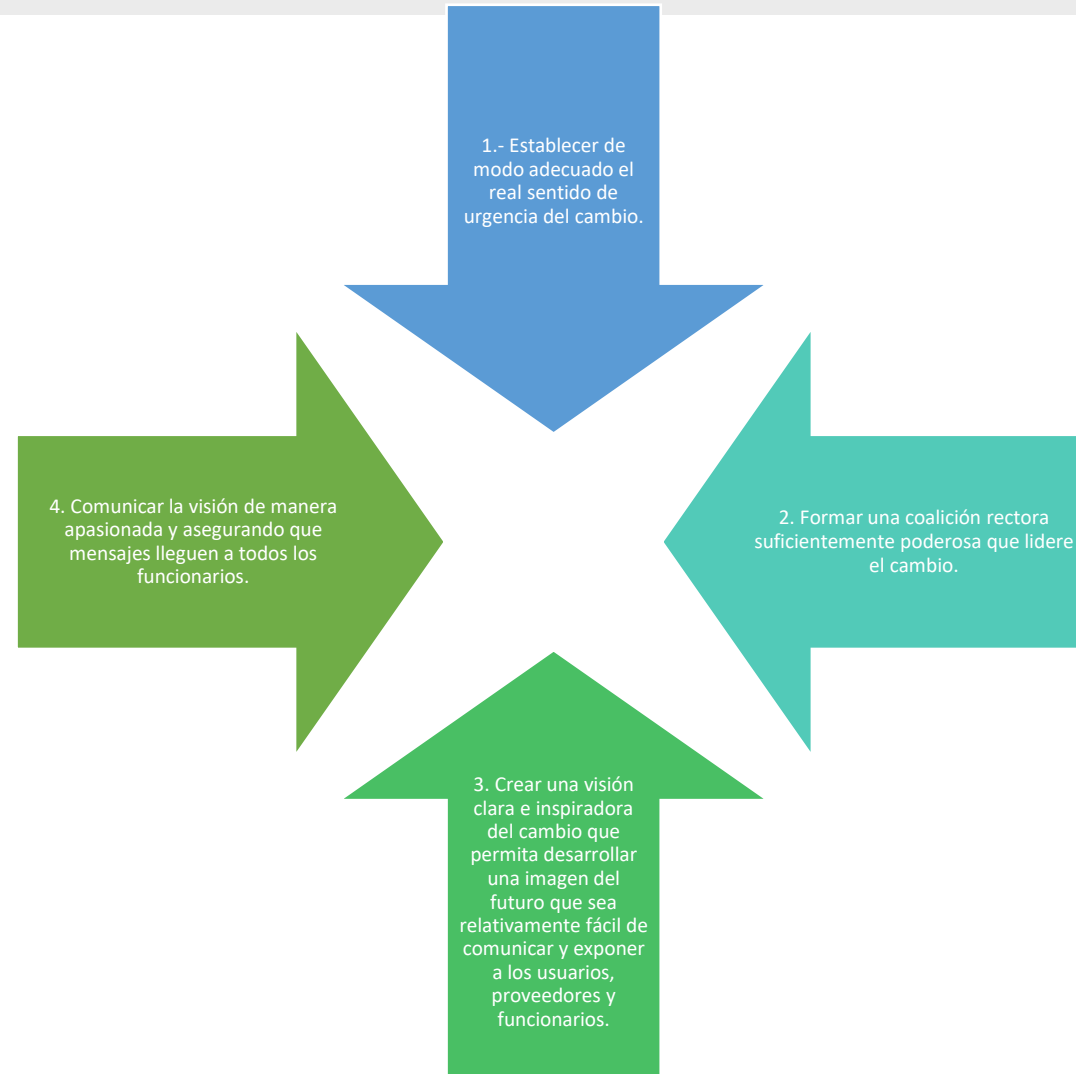 1.- Establecer de
modo adecuado el
real sentido de
urgencia del cambio.
2. Formar una coalición rectora
suficientemente poderosa que lidere
el cambio.
3. Crear una visión
clara e inspiradora
del cambio que
permita desarrollar
una imagen del
futuro que sea
relativamente fácil de
comunicar y exponer
a los usuarios,
proveedores y
funcionarios.
4. Comunicar la visión de manera
apasionada y asegurando que
mensajes lleguen a todos los
funcionarios.